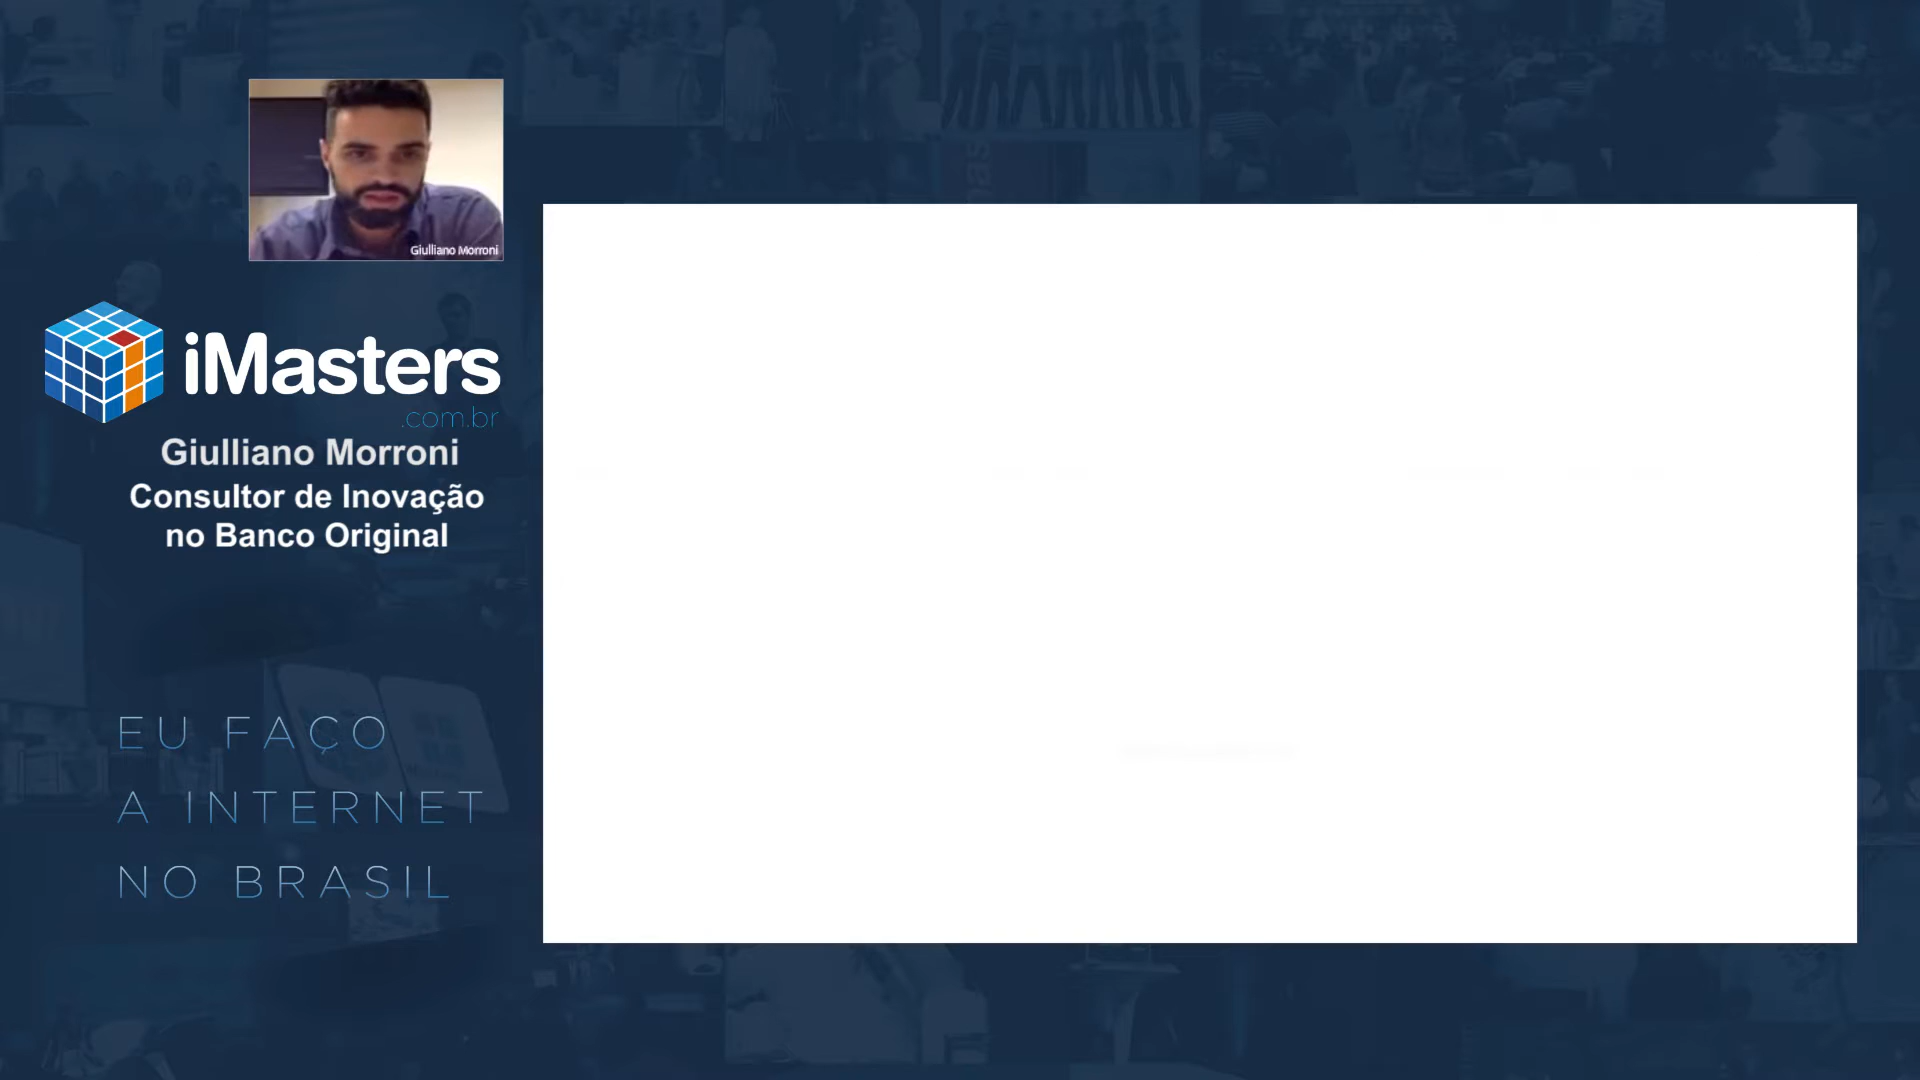 Giulliano Morroni
iMasters
.com.br
Giulliano Morroni
Consultor de Inovação
no Banco Original
EU FAÇO
A INTERNET
NO BRASIL